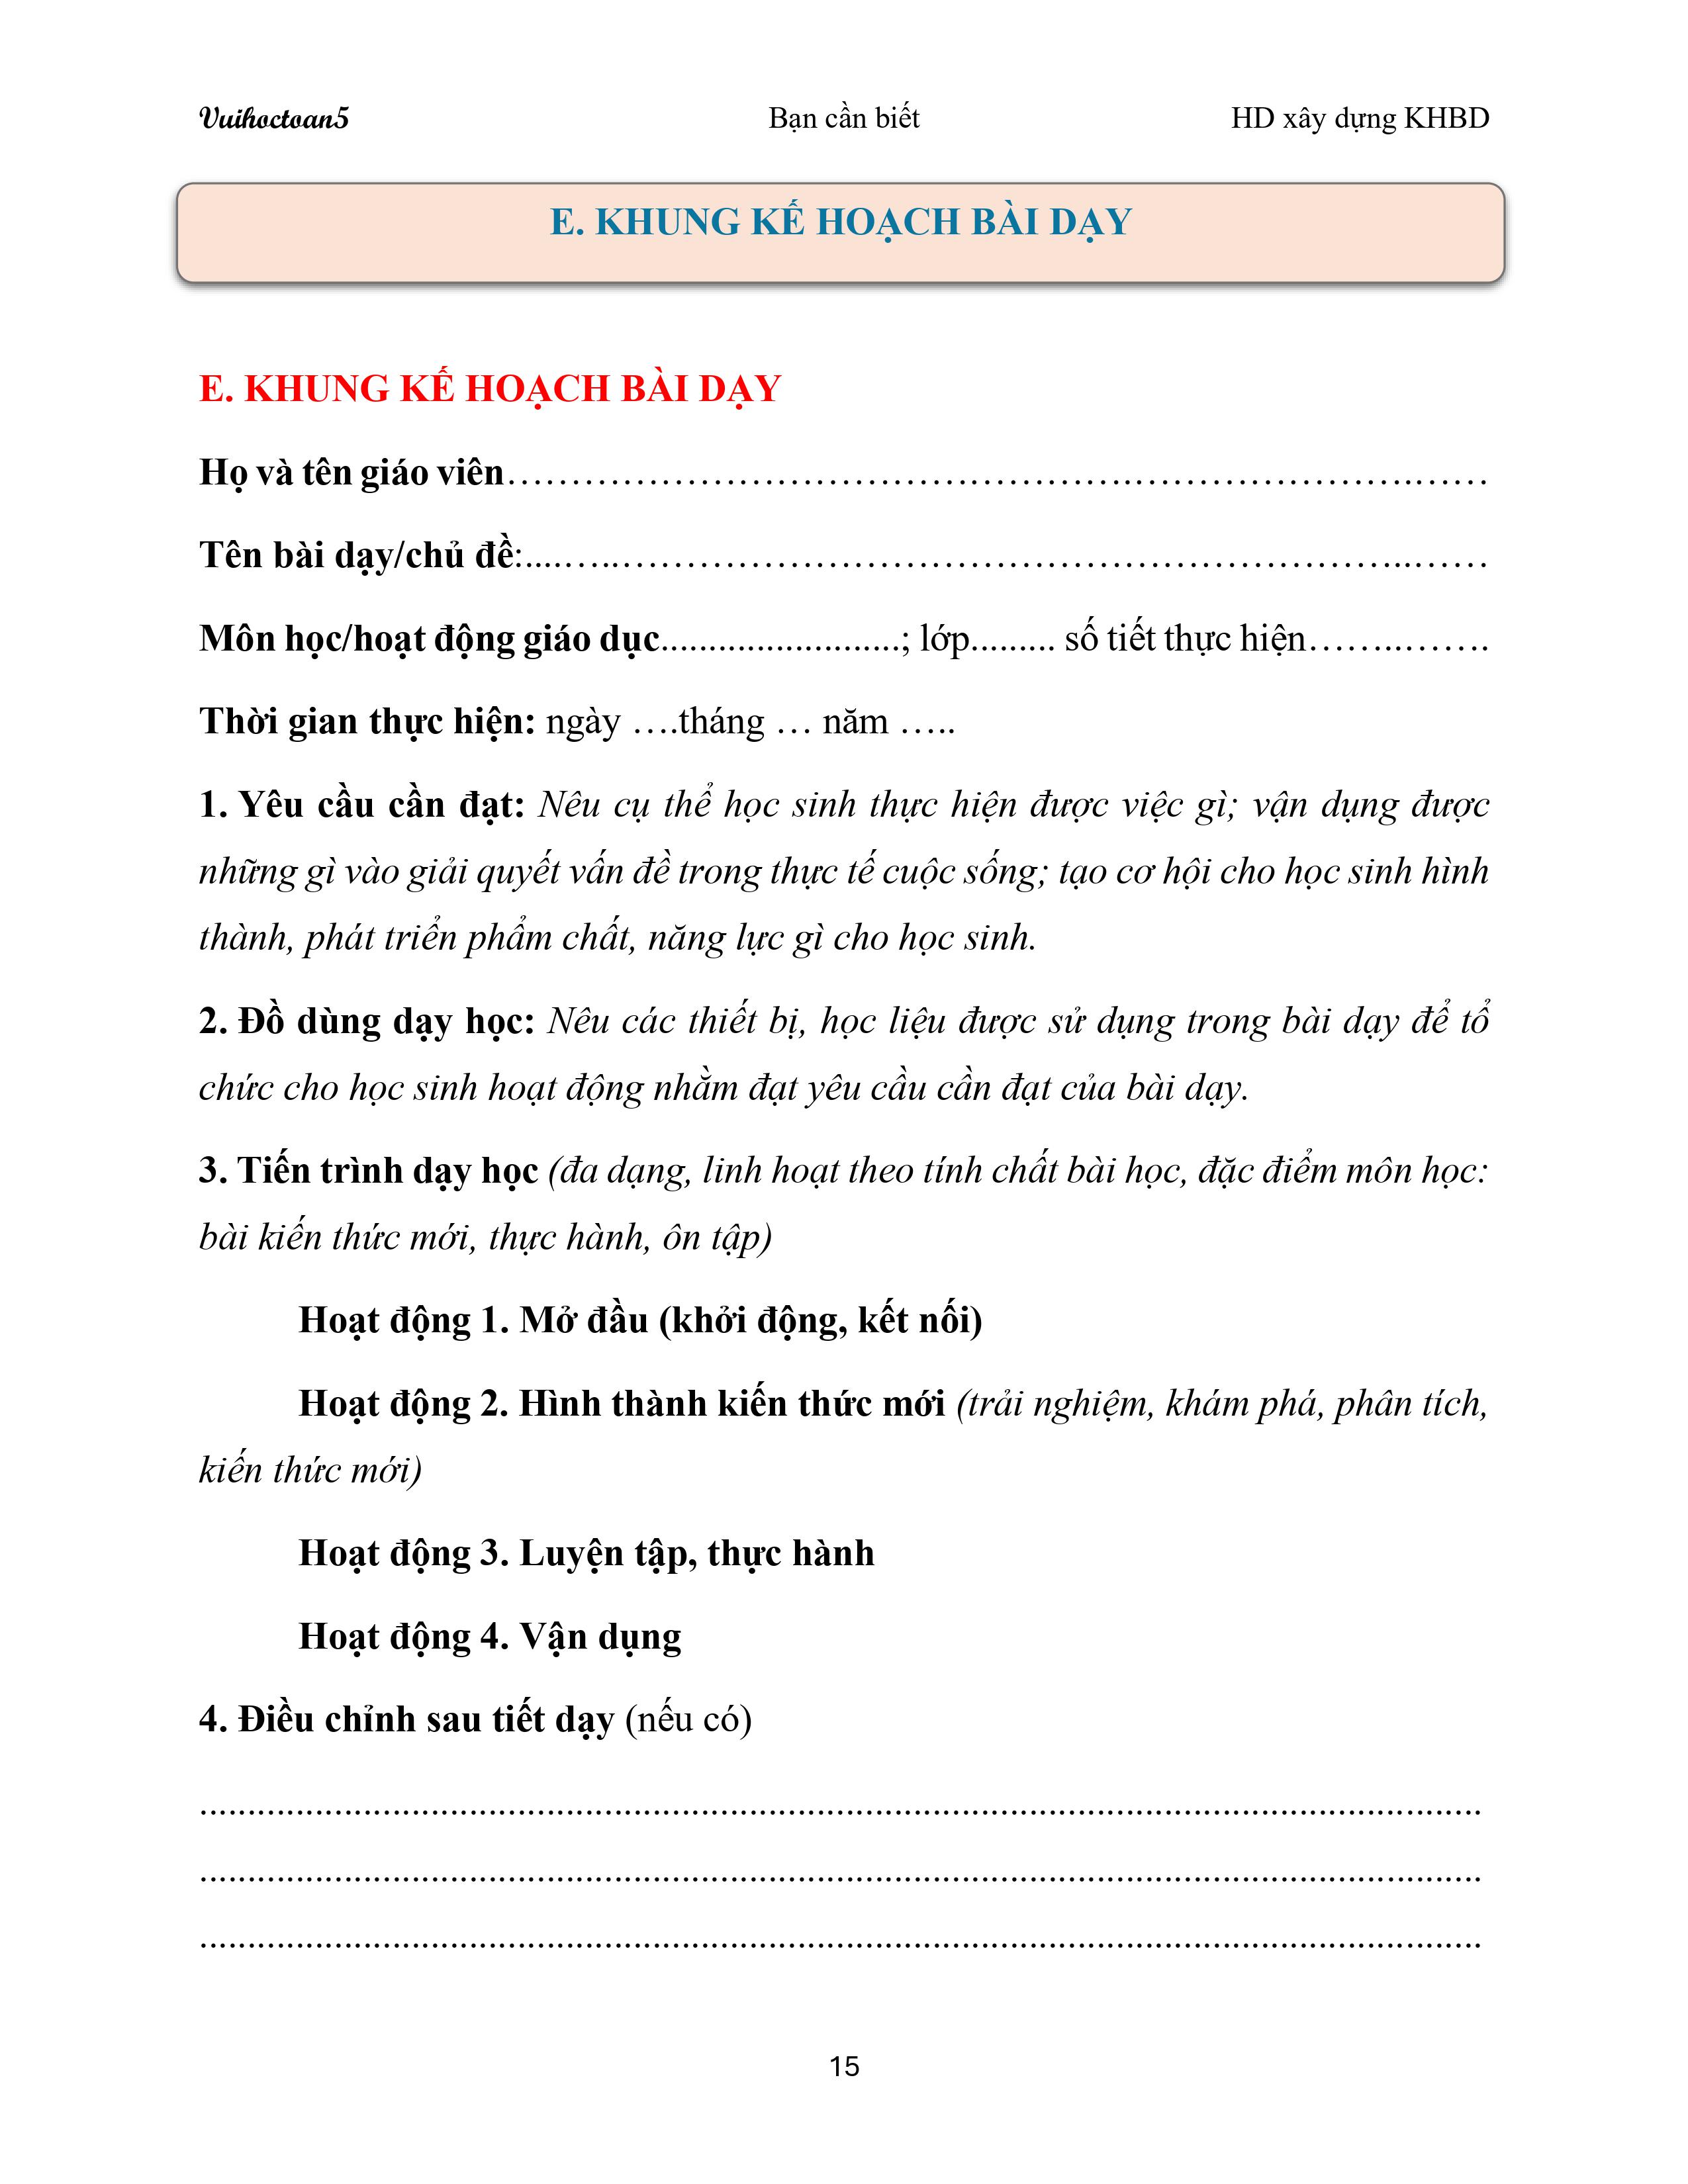 Vuihoctoan5 Bạn cần biết HD xây dựng KHBD
E. KHUNG KẾ HOẠCH BÀI DẠY
E. KHUNG KẾ HOẠCH BÀI DẠY
Họ và tên giáo viên……………………………………………………………….……
Tên bài dạy/chủ đề:....…..……………………………………………………..……
Môn học/hoạt động giáo dục.........................; lớp......... số tiết thực hiện……..…….
Thời gian thực hiện: ngày ….tháng … năm …..
1. Yêu cầu cần đạt: Nêu cụ thể học sinh thực hiện được việc gì; vận dụng được
những gì vào giải quyết vấn đề trong thực tế cuộc sống; tạo cơ hội cho học sinh hình
thành, phát triển phẩm chất, năng lực gì cho học sinh.
2. Đồ dùng dạy học: Nêu các thiết bị, học liệu được sử dụng trong bài dạy để tổ
chức cho học sinh hoạt động nhằm đạt yêu cầu cần đạt của bài dạy.
3. Tiến trình dạy học (đa dạng, linh hoạt theo tính chất bài học, đặc điểm môn học:
bài kiến thức mới, thực hành, ôn tập)
Hoạt động 1. Mở đầu (khởi động, kết nối)
Hoạt động 2. Hình thành kiến thức mới (trải nghiệm, khám phá, phân tích,
kiến thức mới)
Hoạt động 3. Luyện tập, thực hành
Hoạt động 4. Vận dụng
4. Điều chỉnh sau tiết dạy (nếu có)
......................................................................................................................................
......................................................................................................................................
......................................................................................................................................
15